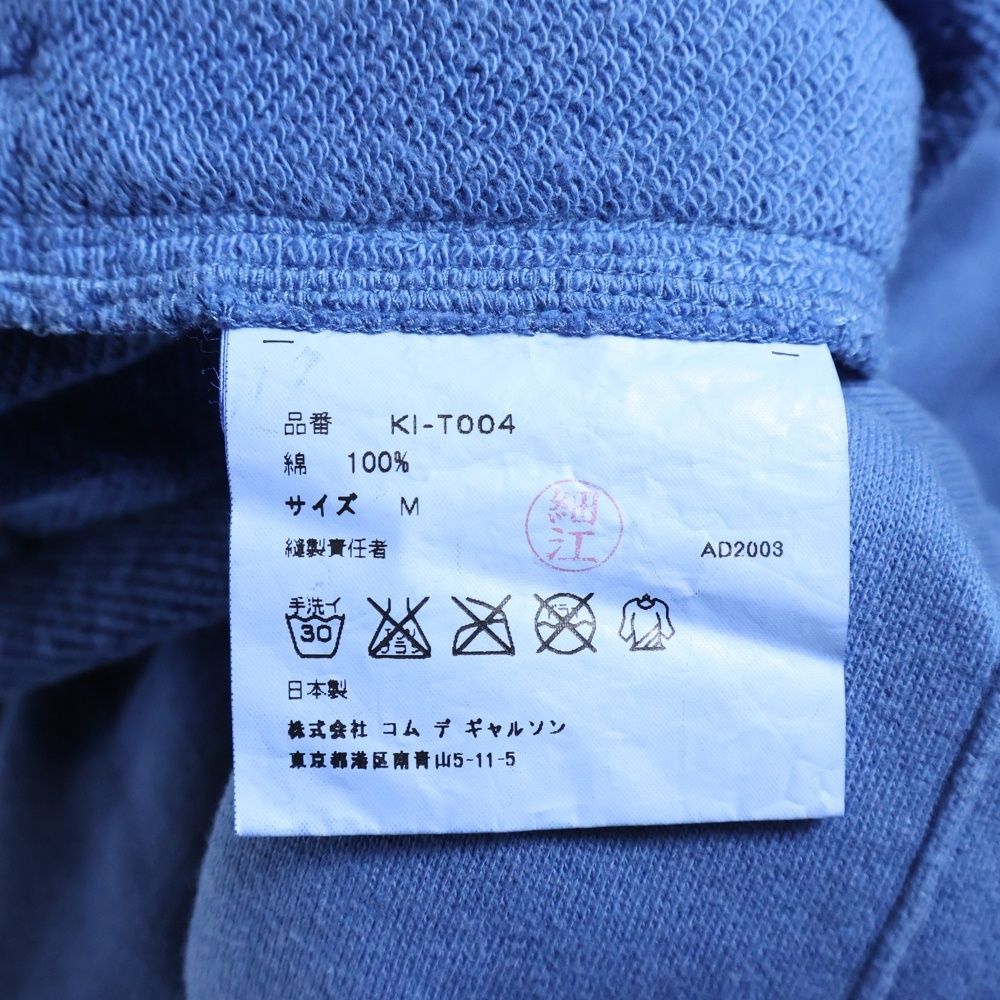 品番 KI-T004
綿 100%
サイズ M
細江
縫製責任者 AD2003
手洗イ
30
日本製
株式会社 コム デ ギャルソン
東京都港区南青山5-11-5